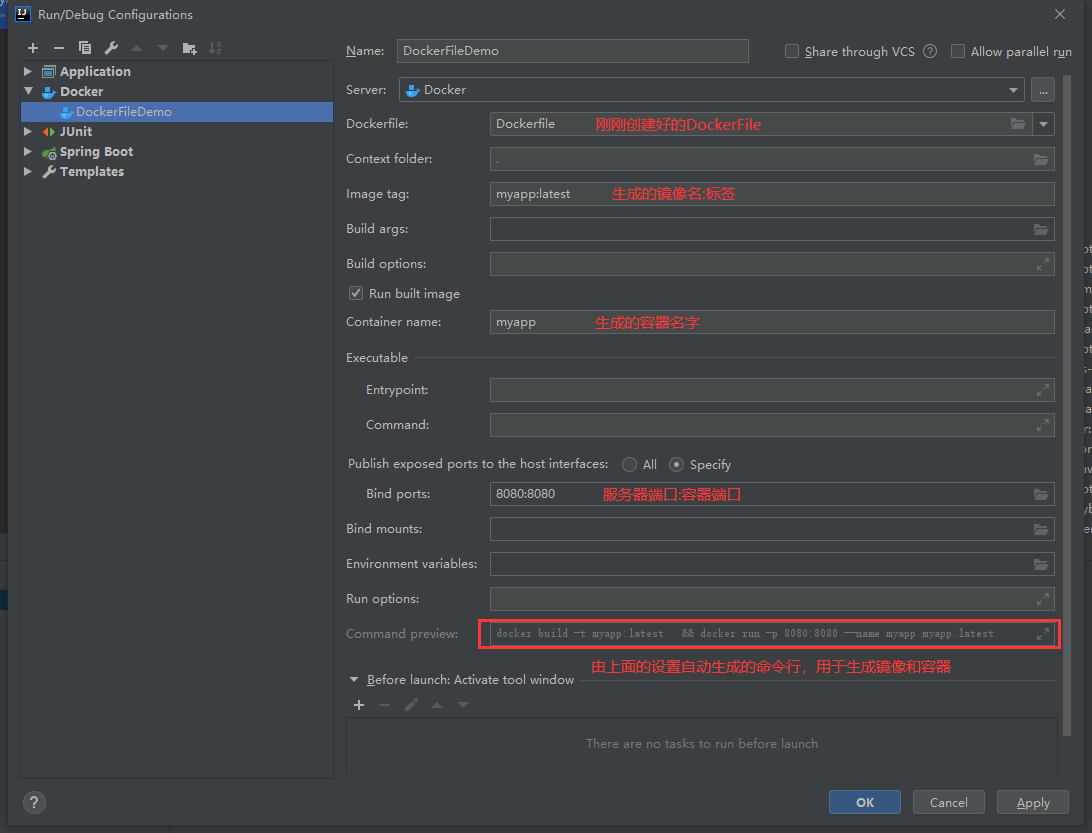 Run/Debug Configurations
Application
Docker
DockerFileDemo
JUnit
Spring Boot
Templates
Name: DockerFileDemo Share through VCS ? Allow parallel run
Server: Docker ...
Dockerfile: Dockerfile 刚刚创建好的DockerFile
Context folder: .
Image tag: myapp:latest 生成的镜像名:标签
Build args:
Build options:
Run built image
Container name: myapp 生成的容器名字
Executable
Entrypoint:
Command:
Publish exposed ports to the host interfaces: All Specify
Bind ports: 8080:8080 服务器端口:容器端口
Bind mounts:
Environment variables:
Run options:
Command preview: docker build -t myapp:latest . && docker run -p 8080:8080 --name myapp myapp:latest
由上面的设置自动生成的命令行，用于生成镜像和容器
Before launch: Activate tool window
There are no tasks to run before launch
? OK Cancel Apply